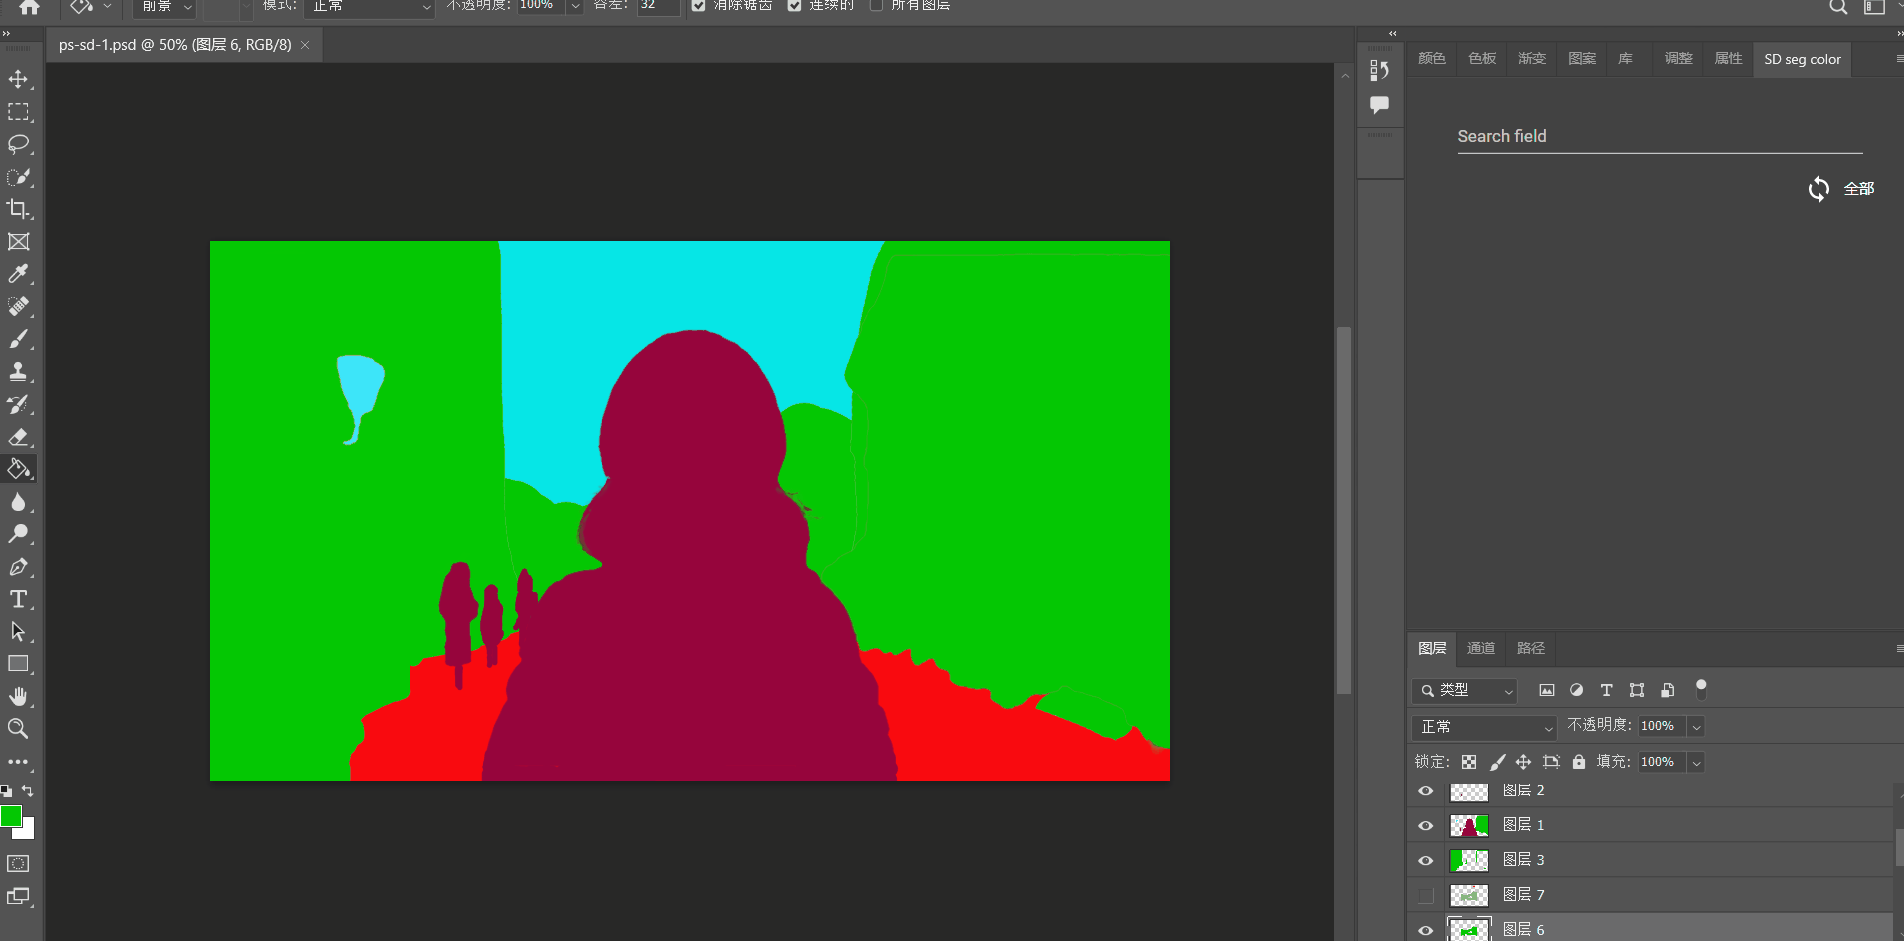 前景 模式: 正常 不透明度: 100% 容差: 32 消除锯齿 连续的 所有图层
ps-sd-1.psd @ 50% (图层 6, RGB/8) ×
颜色 色板 渐变 图案 库 调整 属性 SD seg color
Search field
全部
图层 通道 路径
类型
正常 不透明度: 100%
锁定: 填充: 100%
图层 2
图层 1
图层 3
图层 7
图层 6